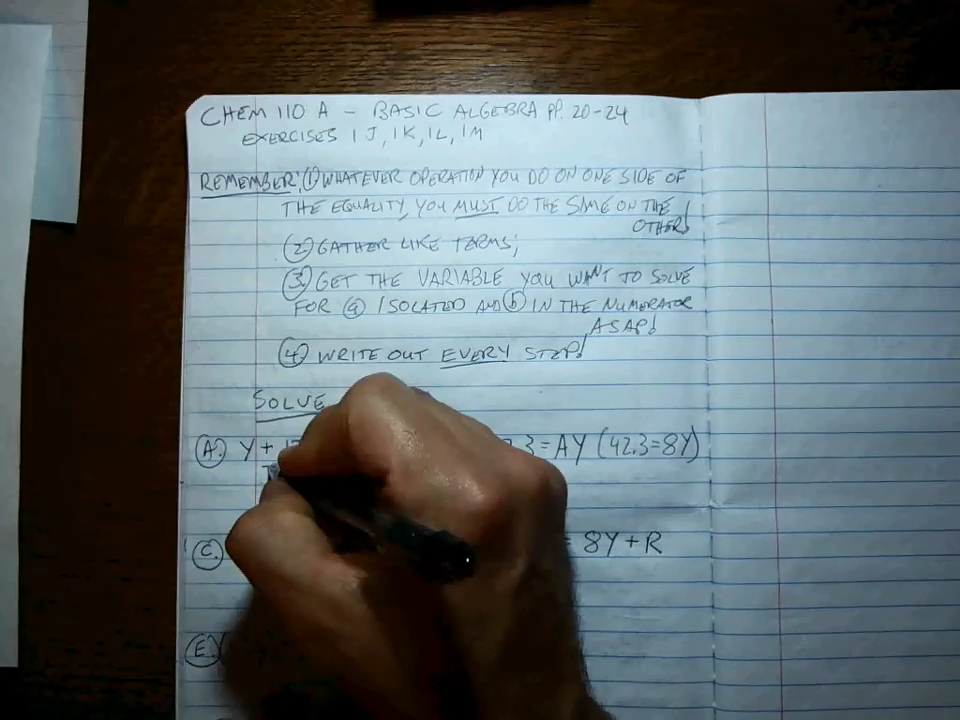 CHEM 110 A - BASIC ALGEBRA PP. 20-24
EXERCISES 1J, 1K, 1L, 1M
REMEMBER: (1) WHATEVER OPERATION YOU DO ON ONE SIDE OF
THE EQUALITY, YOU MUST DO THE SAME ON THE
OTHER!
(2) GATHER LIKE TERMS;
(3.) GET THE VARIABLE YOU WANT TO SOLVE
FOR (a) ISOLATED AND (b) IN THE NUMERATOR
ASAP!
(4) WRITE OUT EVERY STEP!
SOLVE
(A.) Y + .3 = AY (42.3 = 8Y)
(C.) 8Y + R
(E.)